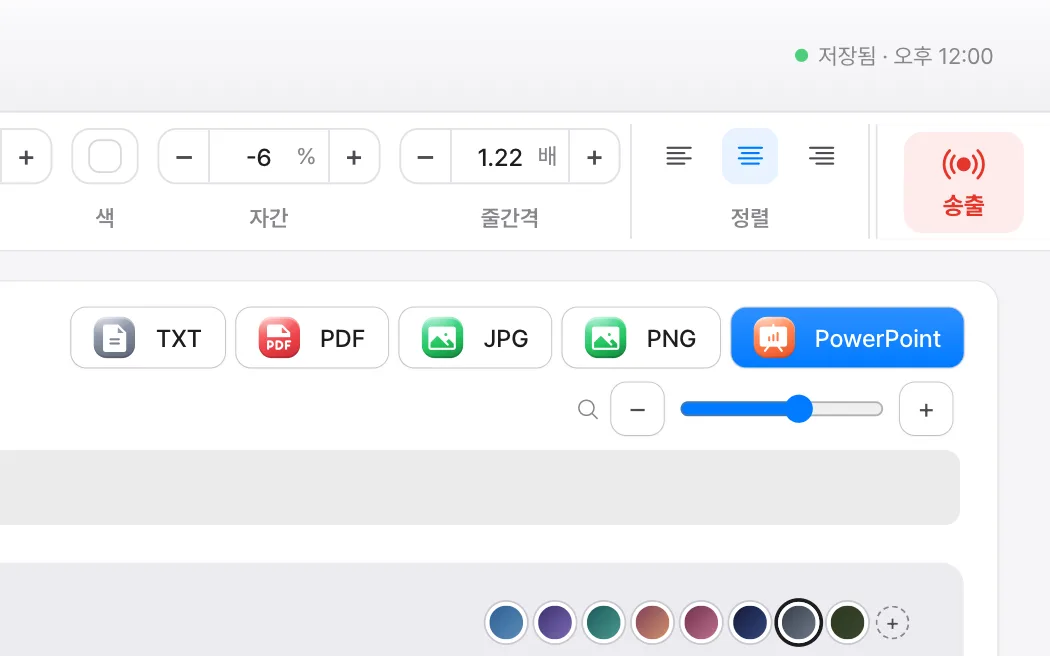 저장됨 · 오후 12:00
+ − -6 % + − 1.22 배 +
색 자간 줄간격 정렬 송출
TXT PDF PDF JPG PNG PowerPoint
− +
+